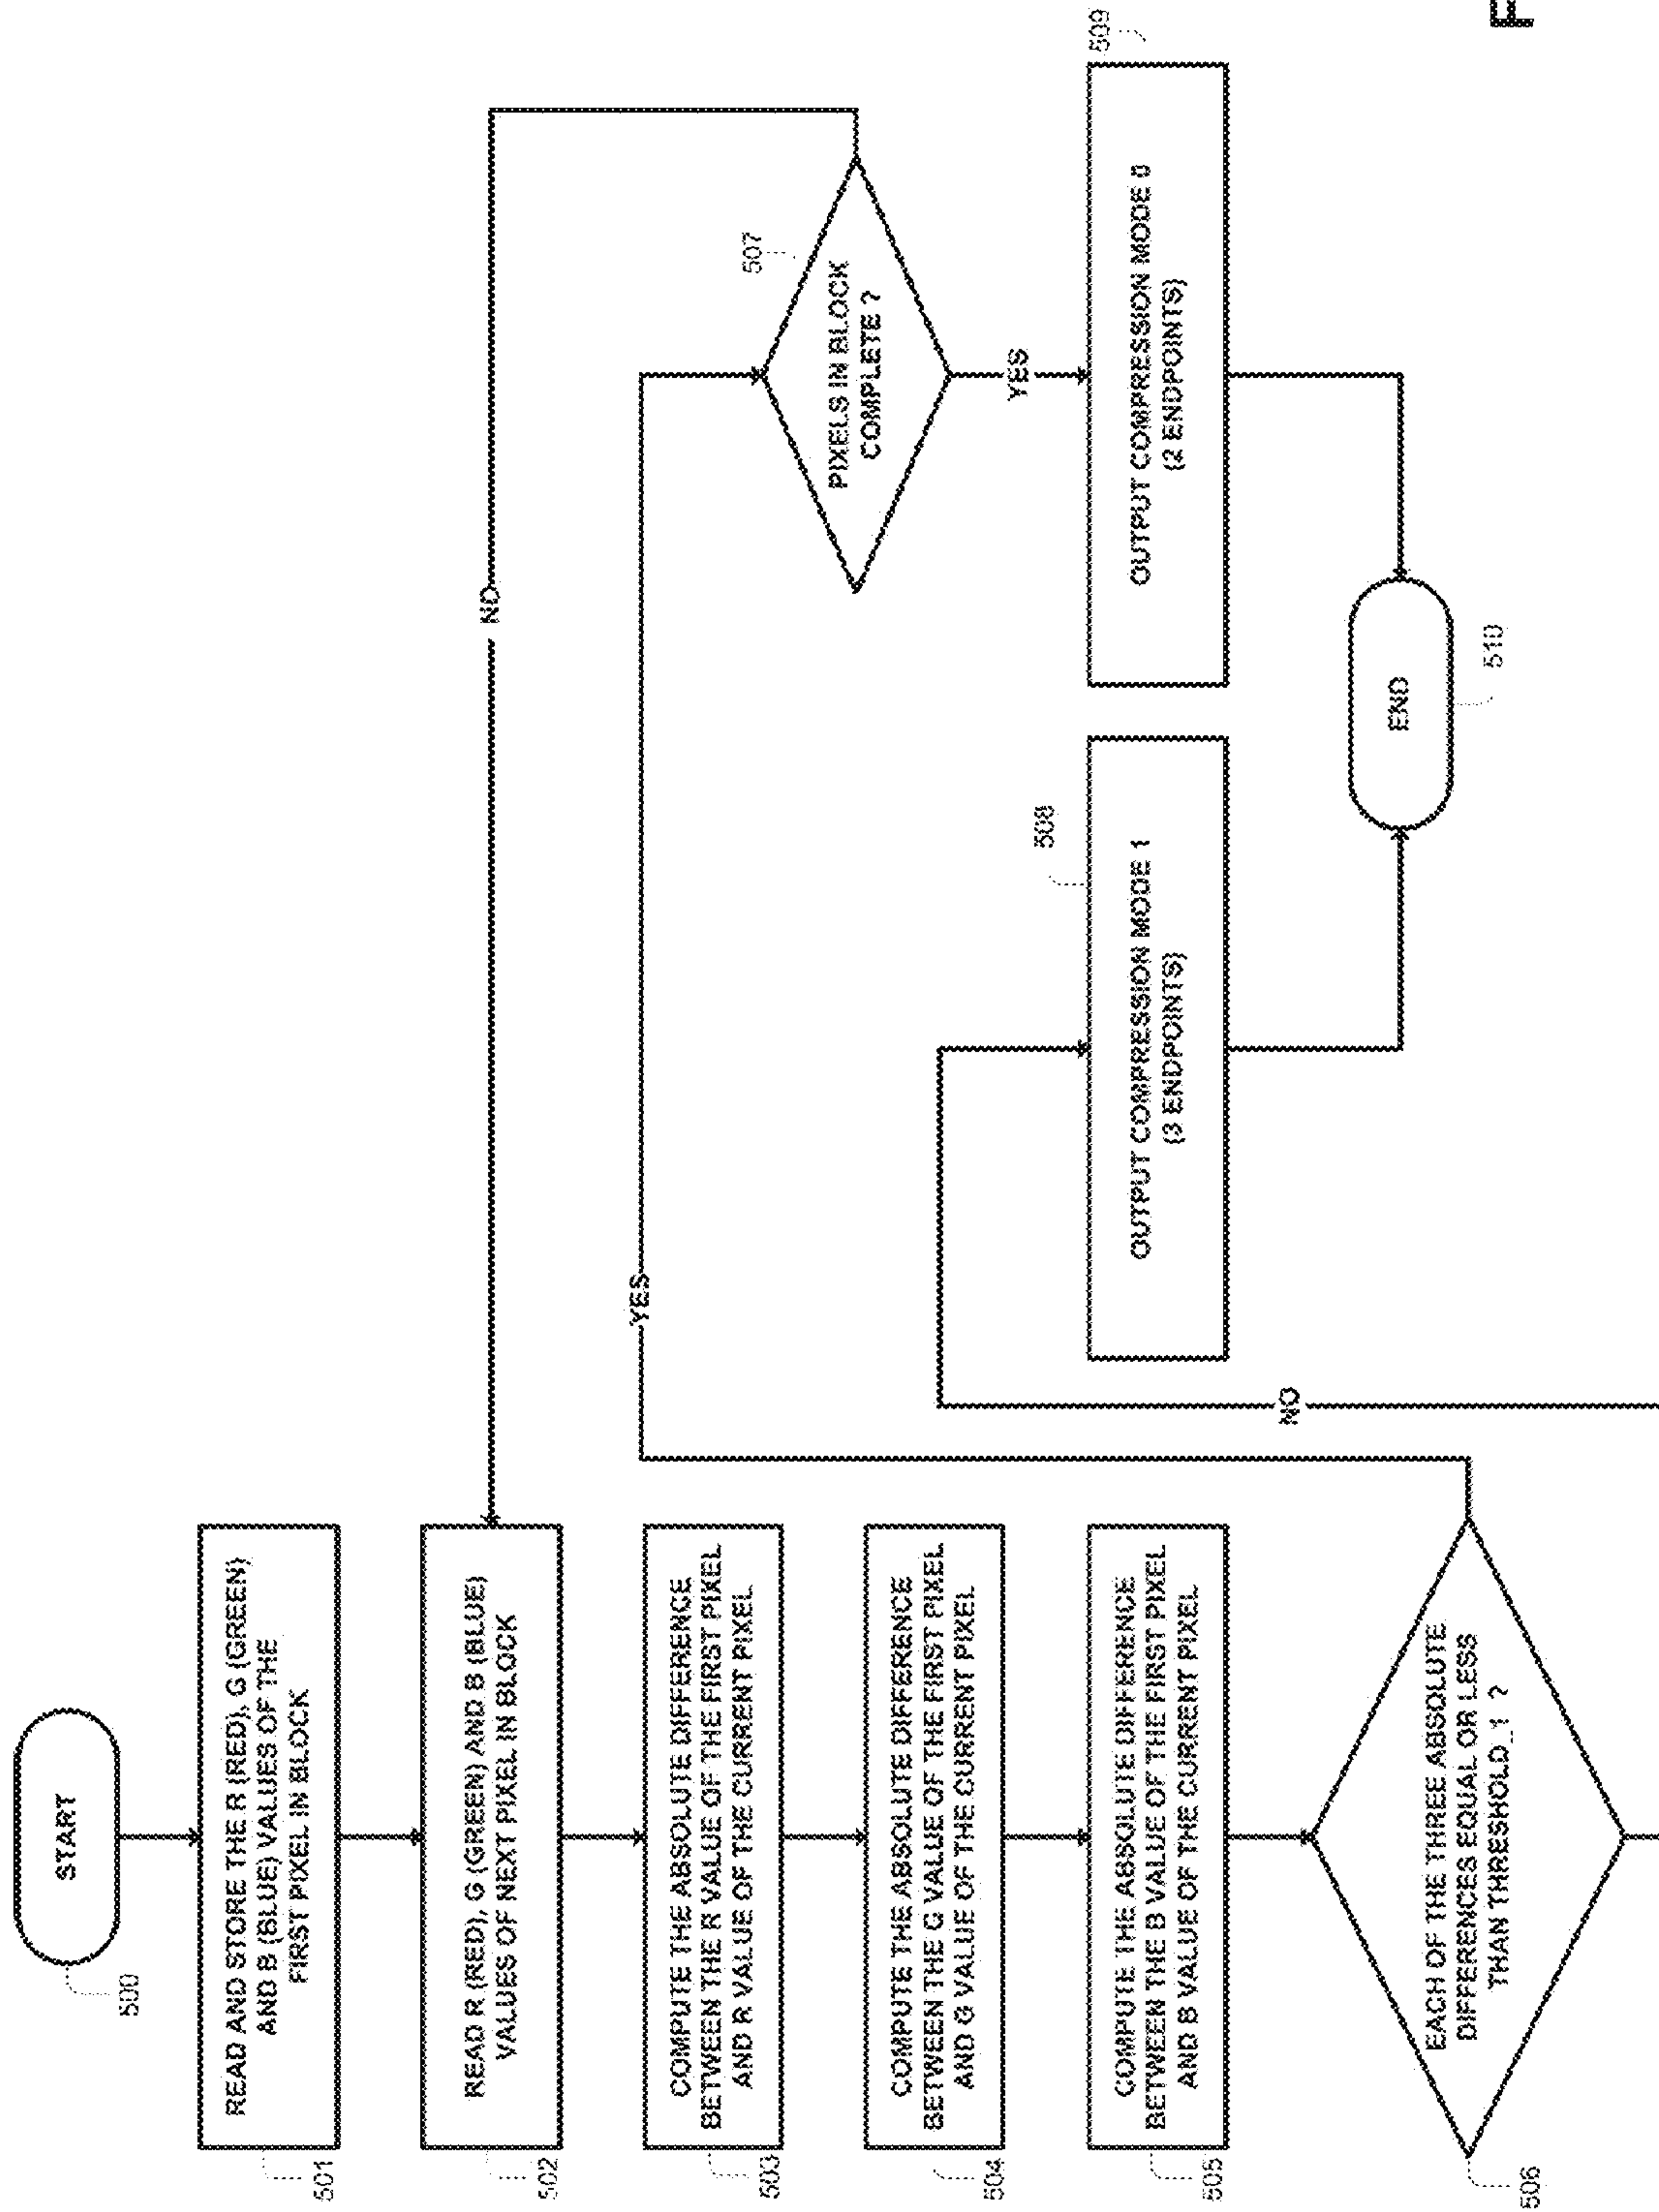 START
500
READ AND STORE THE R (RED), G (GREEN)
AND B (BLUE) VALUES OF THE
FIRST PIXEL IN BLOCK
501
READ R (RED), G (GREEN) AND B (BLUE)
VALUES OF NEXT PIXEL IN BLOCK
502
COMPUTE THE ABSOLUTE DIFFERENCE
BETWEEN THE R VALUE OF THE FIRST PIXEL
AND R VALUE OF THE CURRENT PIXEL
503
COMPUTE THE ABSOLUTE DIFFERENCE
BETWEEN THE G VALUE OF THE FIRST PIXEL
AND G VALUE OF THE CURRENT PIXEL
504
COMPUTE THE ABSOLUTE DIFFERENCE
BETWEEN THE B VALUE OF THE FIRST PIXEL
AND B VALUE OF THE CURRENT PIXEL
505
EACH OF THE THREE ABSOLUTE
DIFFERENCES EQUAL OR LESS
THAN THRESHOLD_1 ?
506
NO
YES
NO
507
PIXELS IN BLOCK
COMPLETE ?
YES
508
OUTPUT COMPRESSION MODE 1
(3 ENDPOINTS)
509
OUTPUT COMPRESSION MODE 0
(2 ENDPOINTS)
END
510
F